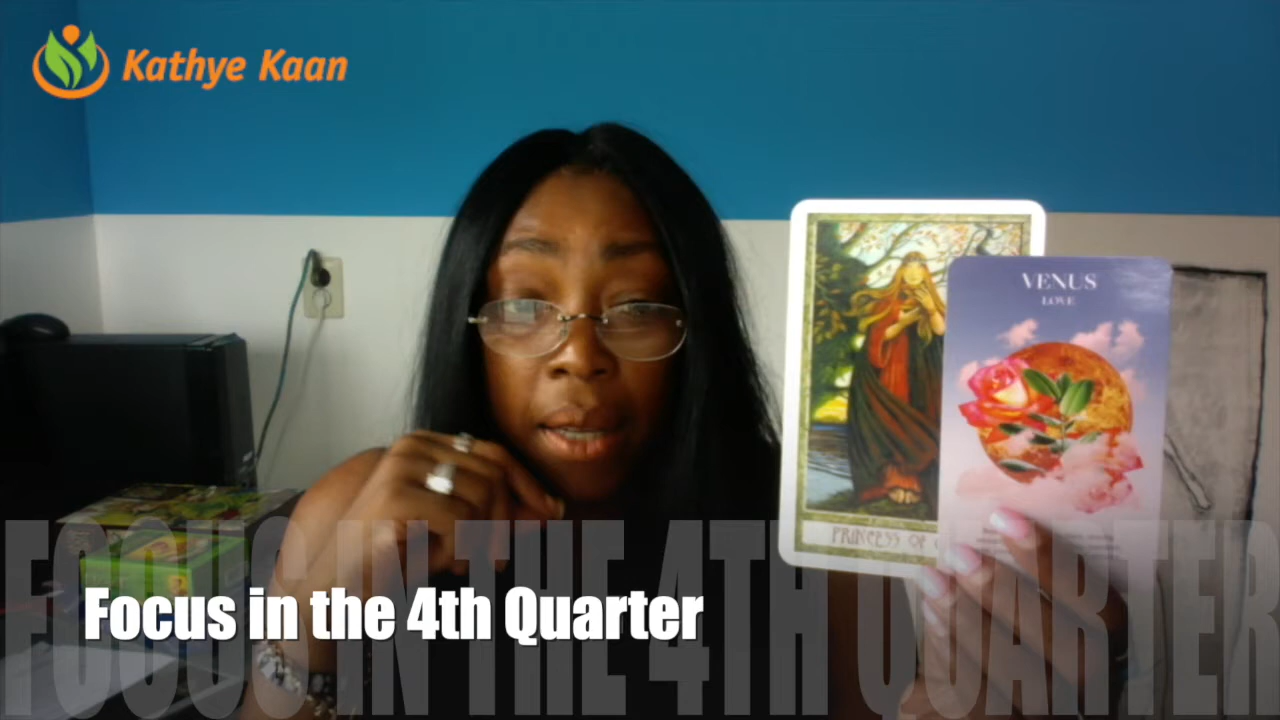 Kathye Kaan
VENUS
LOVE
PRINCESS OF
FOCUS IN THE 4TH QUARTER
Focus in the 4th Quarter